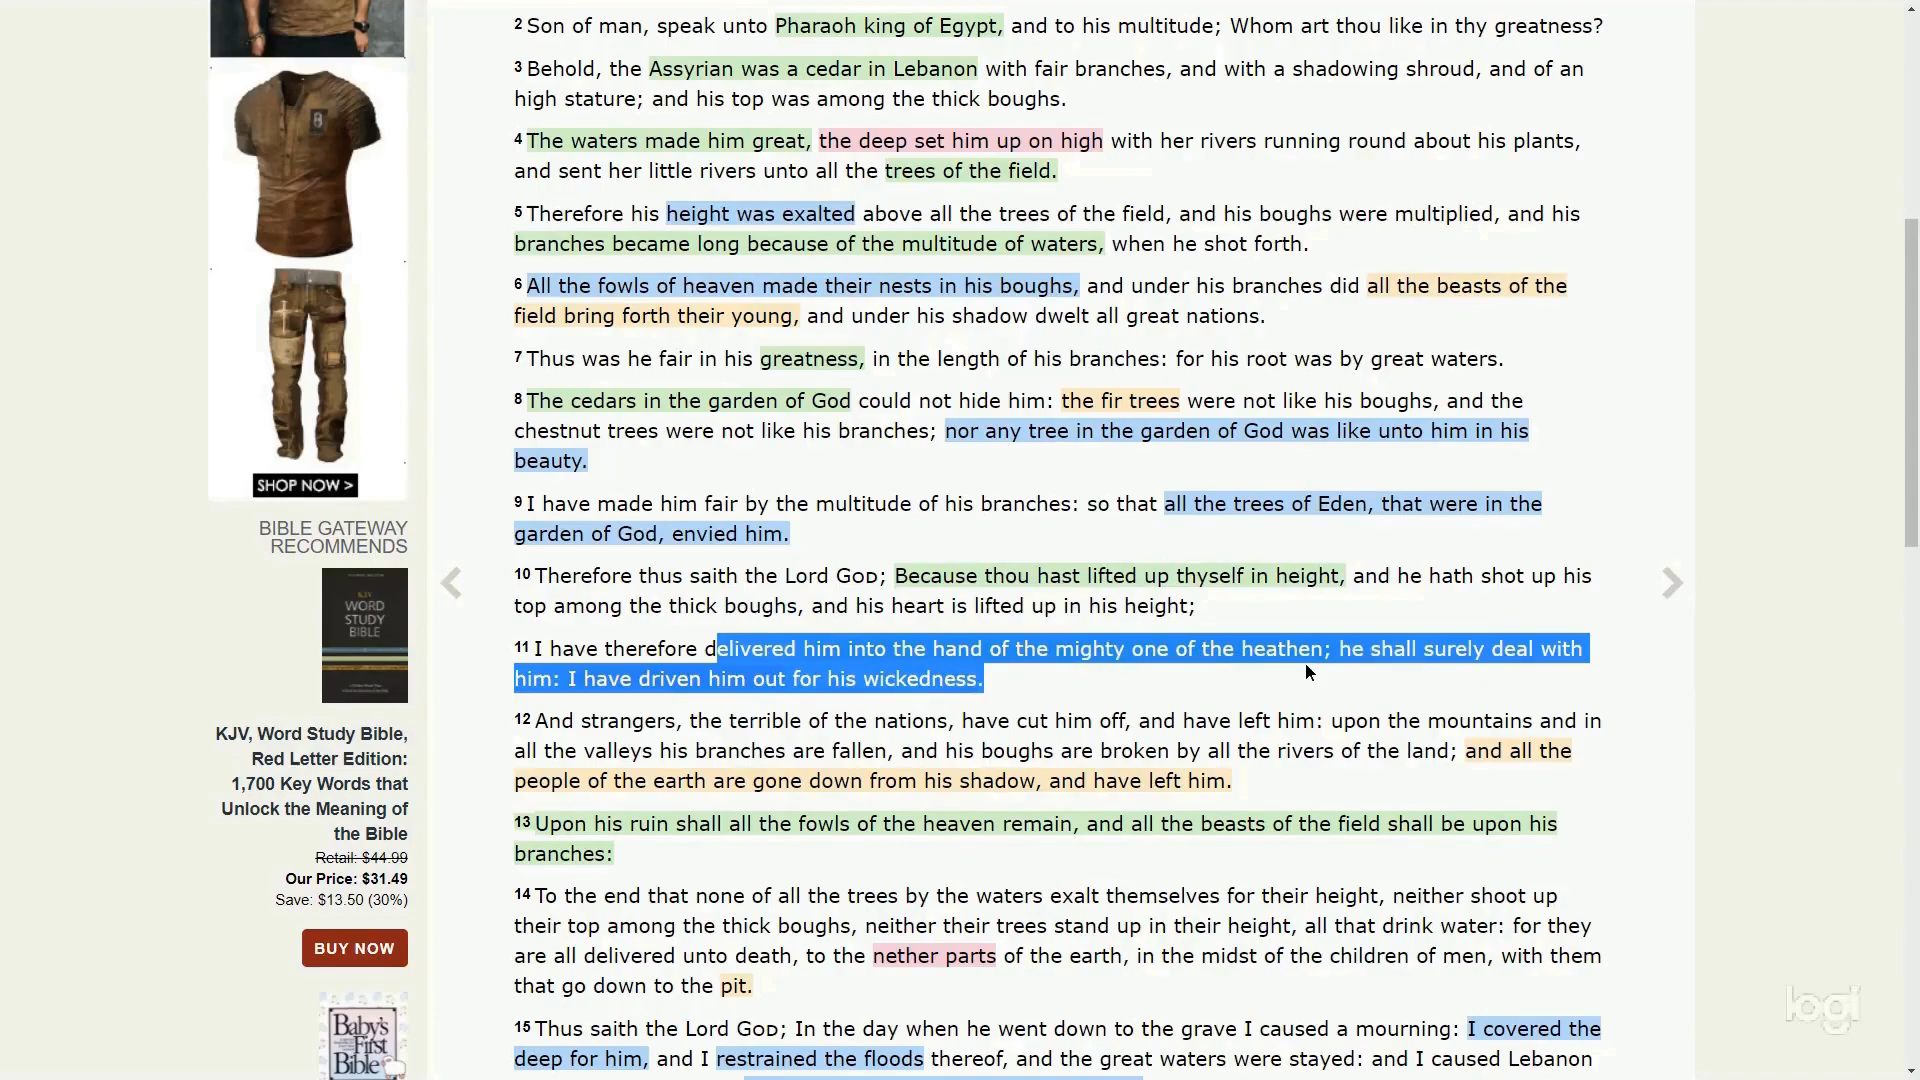 2 Son of man, speak unto Pharaoh king of Egypt, and to his multitude; Whom art thou like in thy greatness?
3 Behold, the Assyrian was a cedar in Lebanon with fair branches, and with a shadowing shroud, and of an
high stature; and his top was among the thick boughs.
4 The waters made him great, the deep set him up on high with her rivers running round about his plants,
and sent her little rivers unto all the trees of the field.
5 Therefore his height was exalted above all the trees of the field, and his boughs were multiplied, and his
branches became long because of the multitude of waters, when he shot forth.
6 All the fowls of heaven made their nests in his boughs, and under his branches did all the beasts of the
field bring forth their young, and under his shadow dwelt all great nations.
7 Thus was he fair in his greatness, in the length of his branches: for his root was by great waters.
8 The cedars in the garden of God could not hide him: the fir trees were not like his boughs, and the
chestnut trees were not like his branches; nor any tree in the garden of God was like unto him in his
beauty.
9 I have made him fair by the multitude of his branches: so that all the trees of Eden, that were in the
garden of God, envied him.
10 Therefore thus saith the Lord GOD; Because thou hast lifted up thyself in height, and he hath shot up his
top among the thick boughs, and his heart is lifted up in his height;
11 I have therefore delivered him into the hand of the mighty one of the heathen; he shall surely deal with
him: I have driven him out for his wickedness.
12 And strangers, the terrible of the nations, have cut him off, and have left him: upon the mountains and in
all the valleys his branches are fallen, and his boughs are broken by all the rivers of the land; and all the
people of the earth are gone down from his shadow, and have left him.
13 Upon his ruin shall all the fowls of the heaven remain, and all the beasts of the field shall be upon his
branches:
14 To the end that none of all the trees by the waters exalt themselves for their height, neither shoot up
their top among the thick boughs, neither their trees stand up in their height, all that drink water: for they
are all delivered unto death, to the nether parts of the earth, in the midst of the children of men, with them
that go down to the pit.
15 Thus saith the Lord GOD; In the day when he went down to the grave I caused a mourning: I covered the
deep for him, and I restrained the floods thereof, and the great waters were stayed: and I caused Lebanon
SHOP NOW >
BIBLE GATEWAY
RECOMMENDS
KJV
WORD
STUDY
BIBLE
KJV, Word Study Bible,
Red Letter Edition:
1,700 Key Words that
Unlock the Meaning of
the Bible
Retail: $44.99
Our Price: $31.49
Save: $13.50 (30%)
BUY NOW
Baby's
First
Bible
logi